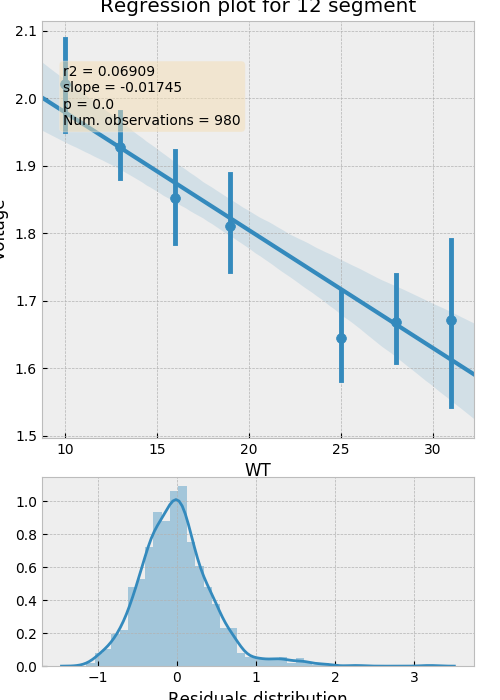 Regression plot for 12 segment
2.1
r2 = 0.06909
slope = -0.01745
p = 0.0
Num. observations = 980
2.0
1.9
1.8
1.7
1.6
1.5
Voltage
10 15 20 25 30
WT
1.0
0.8
0.6
0.4
0.2
0.0
−1 0 1 2 3
Residuals distribution